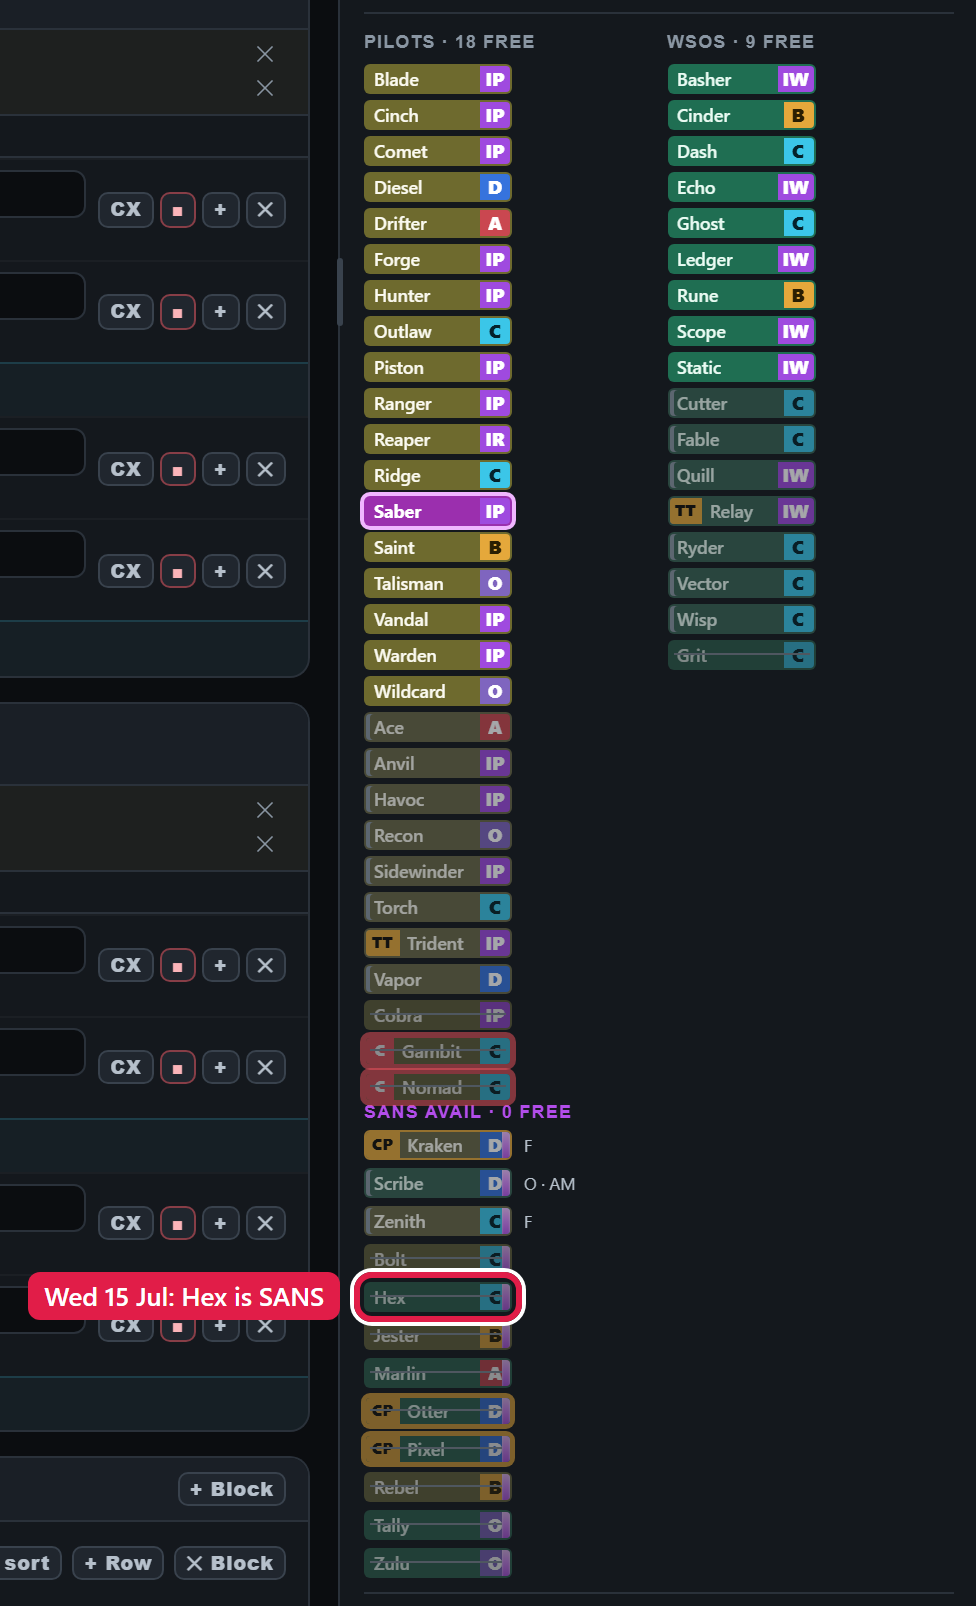 PILOTS · 18 FREE
Blade IP
Cinch IP
Comet IP
Diesel D
Drifter A
Forge IP
Hunter IP
Outlaw C
Piston IP
Ranger IP
Reaper IR
Ridge C
Saber IP
Saint B
Talisman O
Vandal IP
Warden IP
Wildcard O
Ace A
Anvil IP
Havoc IP
Recon O
Sidewinder IP
Torch C
TT Trident IP
Vapor D
Cobra IP
C Gambit C
C Nomad C
WSOS · 9 FREE
Basher IW
Cinder B
Dash C
Echo IW
Ghost C
Ledger IW
Rune B
Scope IW
Static IW
Cutter C
Fable C
Quill IW
TT Relay IW
Ryder C
Vector C
Wisp C
Grit C
SANS AVAIL · 0 FREE
CP Kraken D F
Scribe D O · AM
Zenith C F
Bolt C
Hex C
Jester B
Marlin A
CP Otter D
CP Pixel D
Rebel B
Tally O
Zulu O
Wed 15 Jul: Hex is SANS
CX + ✕
CX + ✕
CX + ✕
CX + ✕
CX + ✕
CX + ✕
CX + ✕
CX + ✕
+ Block
sort + Row ✕ Block